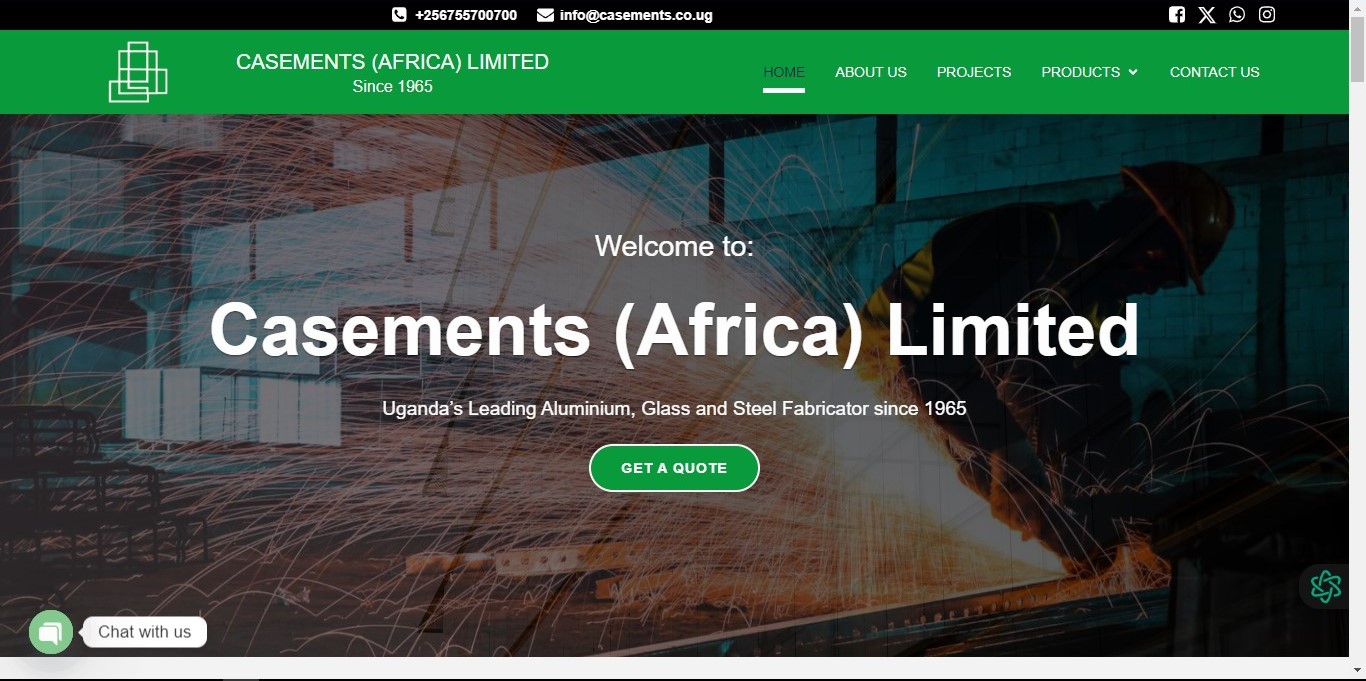 +256755700700 info@casements.co.ug
CASEMENTS (AFRICA) LIMITED
Since 1965
HOME ABOUT US PROJECTS PRODUCTS CONTACT US
Welcome to:
Casements (Africa) Limited
Uganda’s Leading Aluminium, Glass and Steel Fabricator since 1965
GET A QUOTE
Chat with us